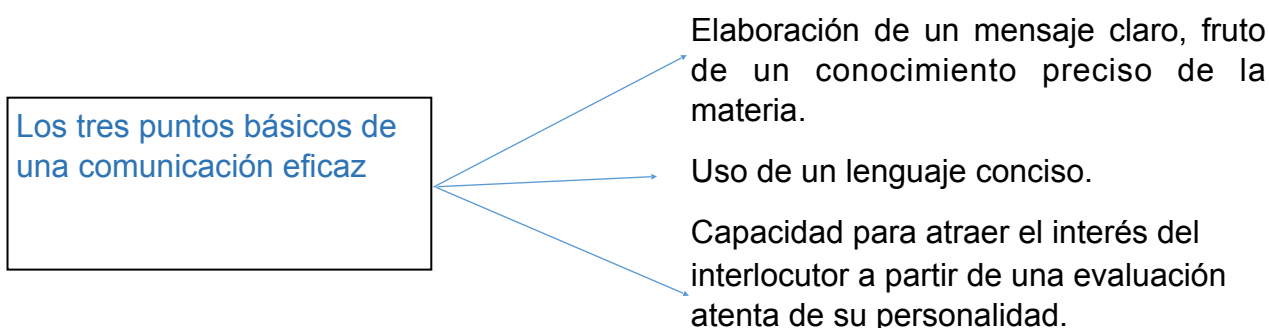 Los tres puntos básicos de
una comunicación eficaz
Elaboración de un mensaje claro, fruto
de un conocimiento preciso de la
materia.
Uso de un lenguaje conciso.
Capacidad para atraer el interés del
interlocutor a partir de una evaluación
atenta de su personalidad.